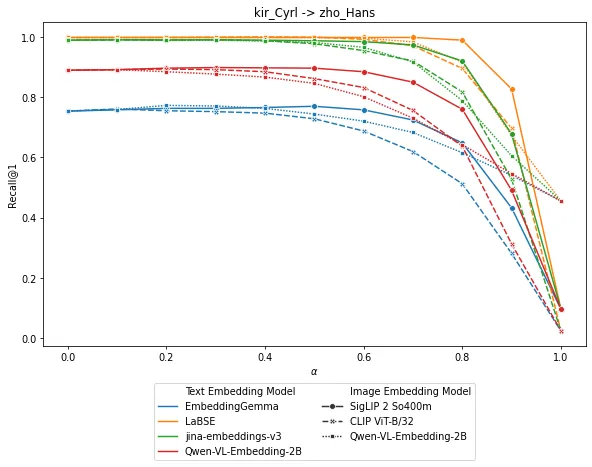 kir_Cyrl -> zho_Hans
Recall@1
1.0
0.8
0.6
0.4
0.2
0.0
0.0 0.2 0.4 0.6 0.8 1.0
α
Text Embedding Model
EmbeddingGemma
LaBSE
jina-embeddings-v3
Qwen-VL-Embedding-2B
Image Embedding Model
SigLIP 2 So400m
CLIP ViT-B/32
Qwen-VL-Embedding-2B